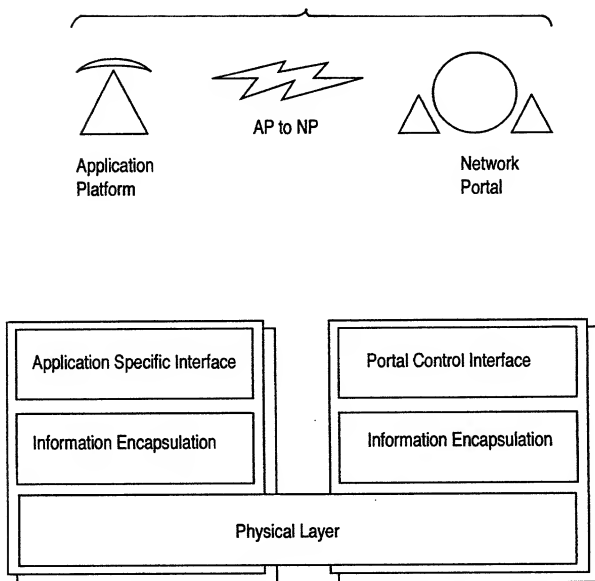 AP to NP
Application
Platform
Network
Portal
Application Specific Interface
Portal Control Interface
Information Encapsulation
Information Encapsulation
Physical Layer